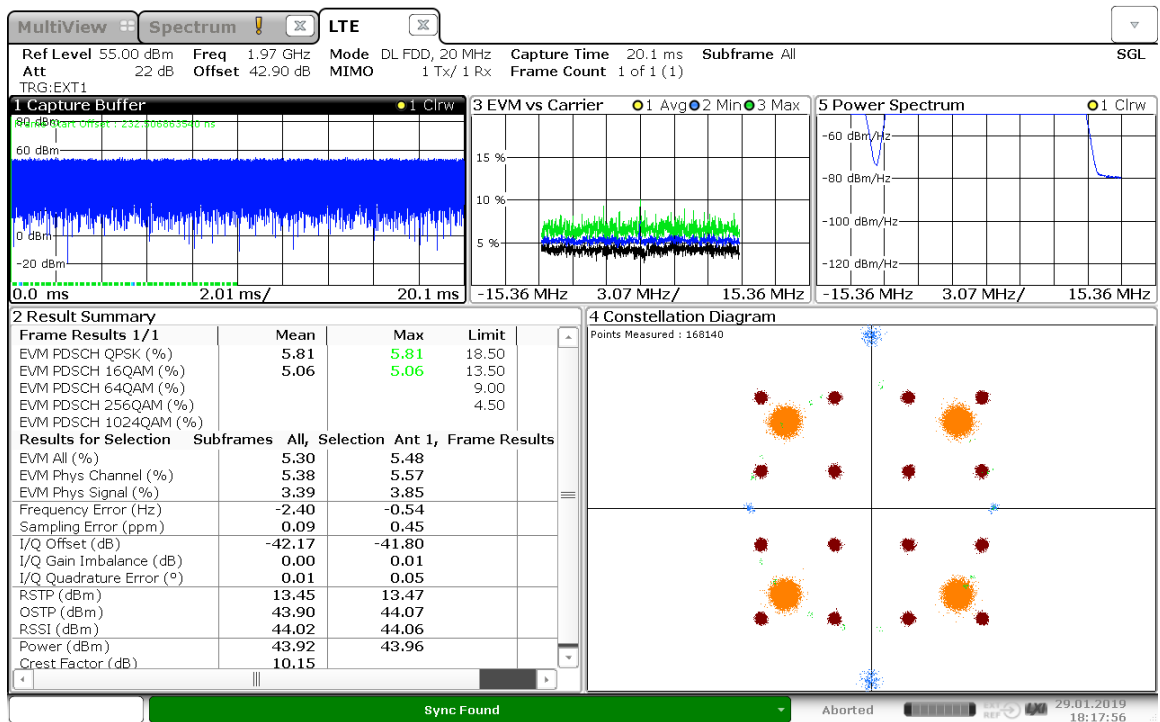 MultiView Spectrum LTE
Ref Level 55.00 dBm Freq 1.97 GHz Mode DL FDD, 20 MHz Capture Time 20.1 ms Subframe All SGL
Att 22 dB Offset 42.90 dB MIMO 1 Tx/ 1 Rx Frame Count 1 of 1 (1)
TRG:EXT1
1 Capture Buffer 1 Clrw
80 dBm
Frame Start Offset : 232.506863540 ns
60 dBm
0 dBm
-20 dBm
0.0 ms 2.01 ms/ 20.1 ms
3 EVM vs Carrier 1 Avg 2 Min 3 Max
15 %
10 %
5 %
-15.36 MHz 3.07 MHz/ 15.36 MHz
5 Power Spectrum 1 Clrw
-60 dBm/Hz
-80 dBm/Hz
-100 dBm/Hz
-120 dBm/Hz
-15.36 MHz 3.07 MHz/ 15.36 MHz
2 Result Summary
Frame Results 1/1 Mean Max Limit
EVM PDSCH QPSK (%) 5.81 5.81 18.50
EVM PDSCH 16QAM (%) 5.06 5.06 13.50
EVM PDSCH 64QAM (%) 9.00
EVM PDSCH 256QAM (%) 4.50
EVM PDSCH 1024QAM (%)
Results for Selection Subframes All, Selection Ant 1, Frame Results
EVM All (%) 5.30 5.48
EVM Phys Channel (%) 5.38 5.57
EVM Phys Signal (%) 3.39 3.85
Frequency Error (Hz) -2.40 -0.54
Sampling Error (ppm) 0.09 0.45
I/Q Offset (dB) -42.17 -41.80
I/Q Gain Imbalance (dB) 0.00 0.01
I/Q Quadrature Error (°) 0.01 0.05
RSTP (dBm) 13.45 13.47
OSTP (dBm) 43.90 44.07
RSSI (dBm) 44.02 44.06
Power (dBm) 43.92 43.96
Crest Factor (dB) 10.15
4 Constellation Diagram
Points Measured : 168140
Sync Found
Aborted
EXT
REF
LXI
29.01.2019
18:17:56